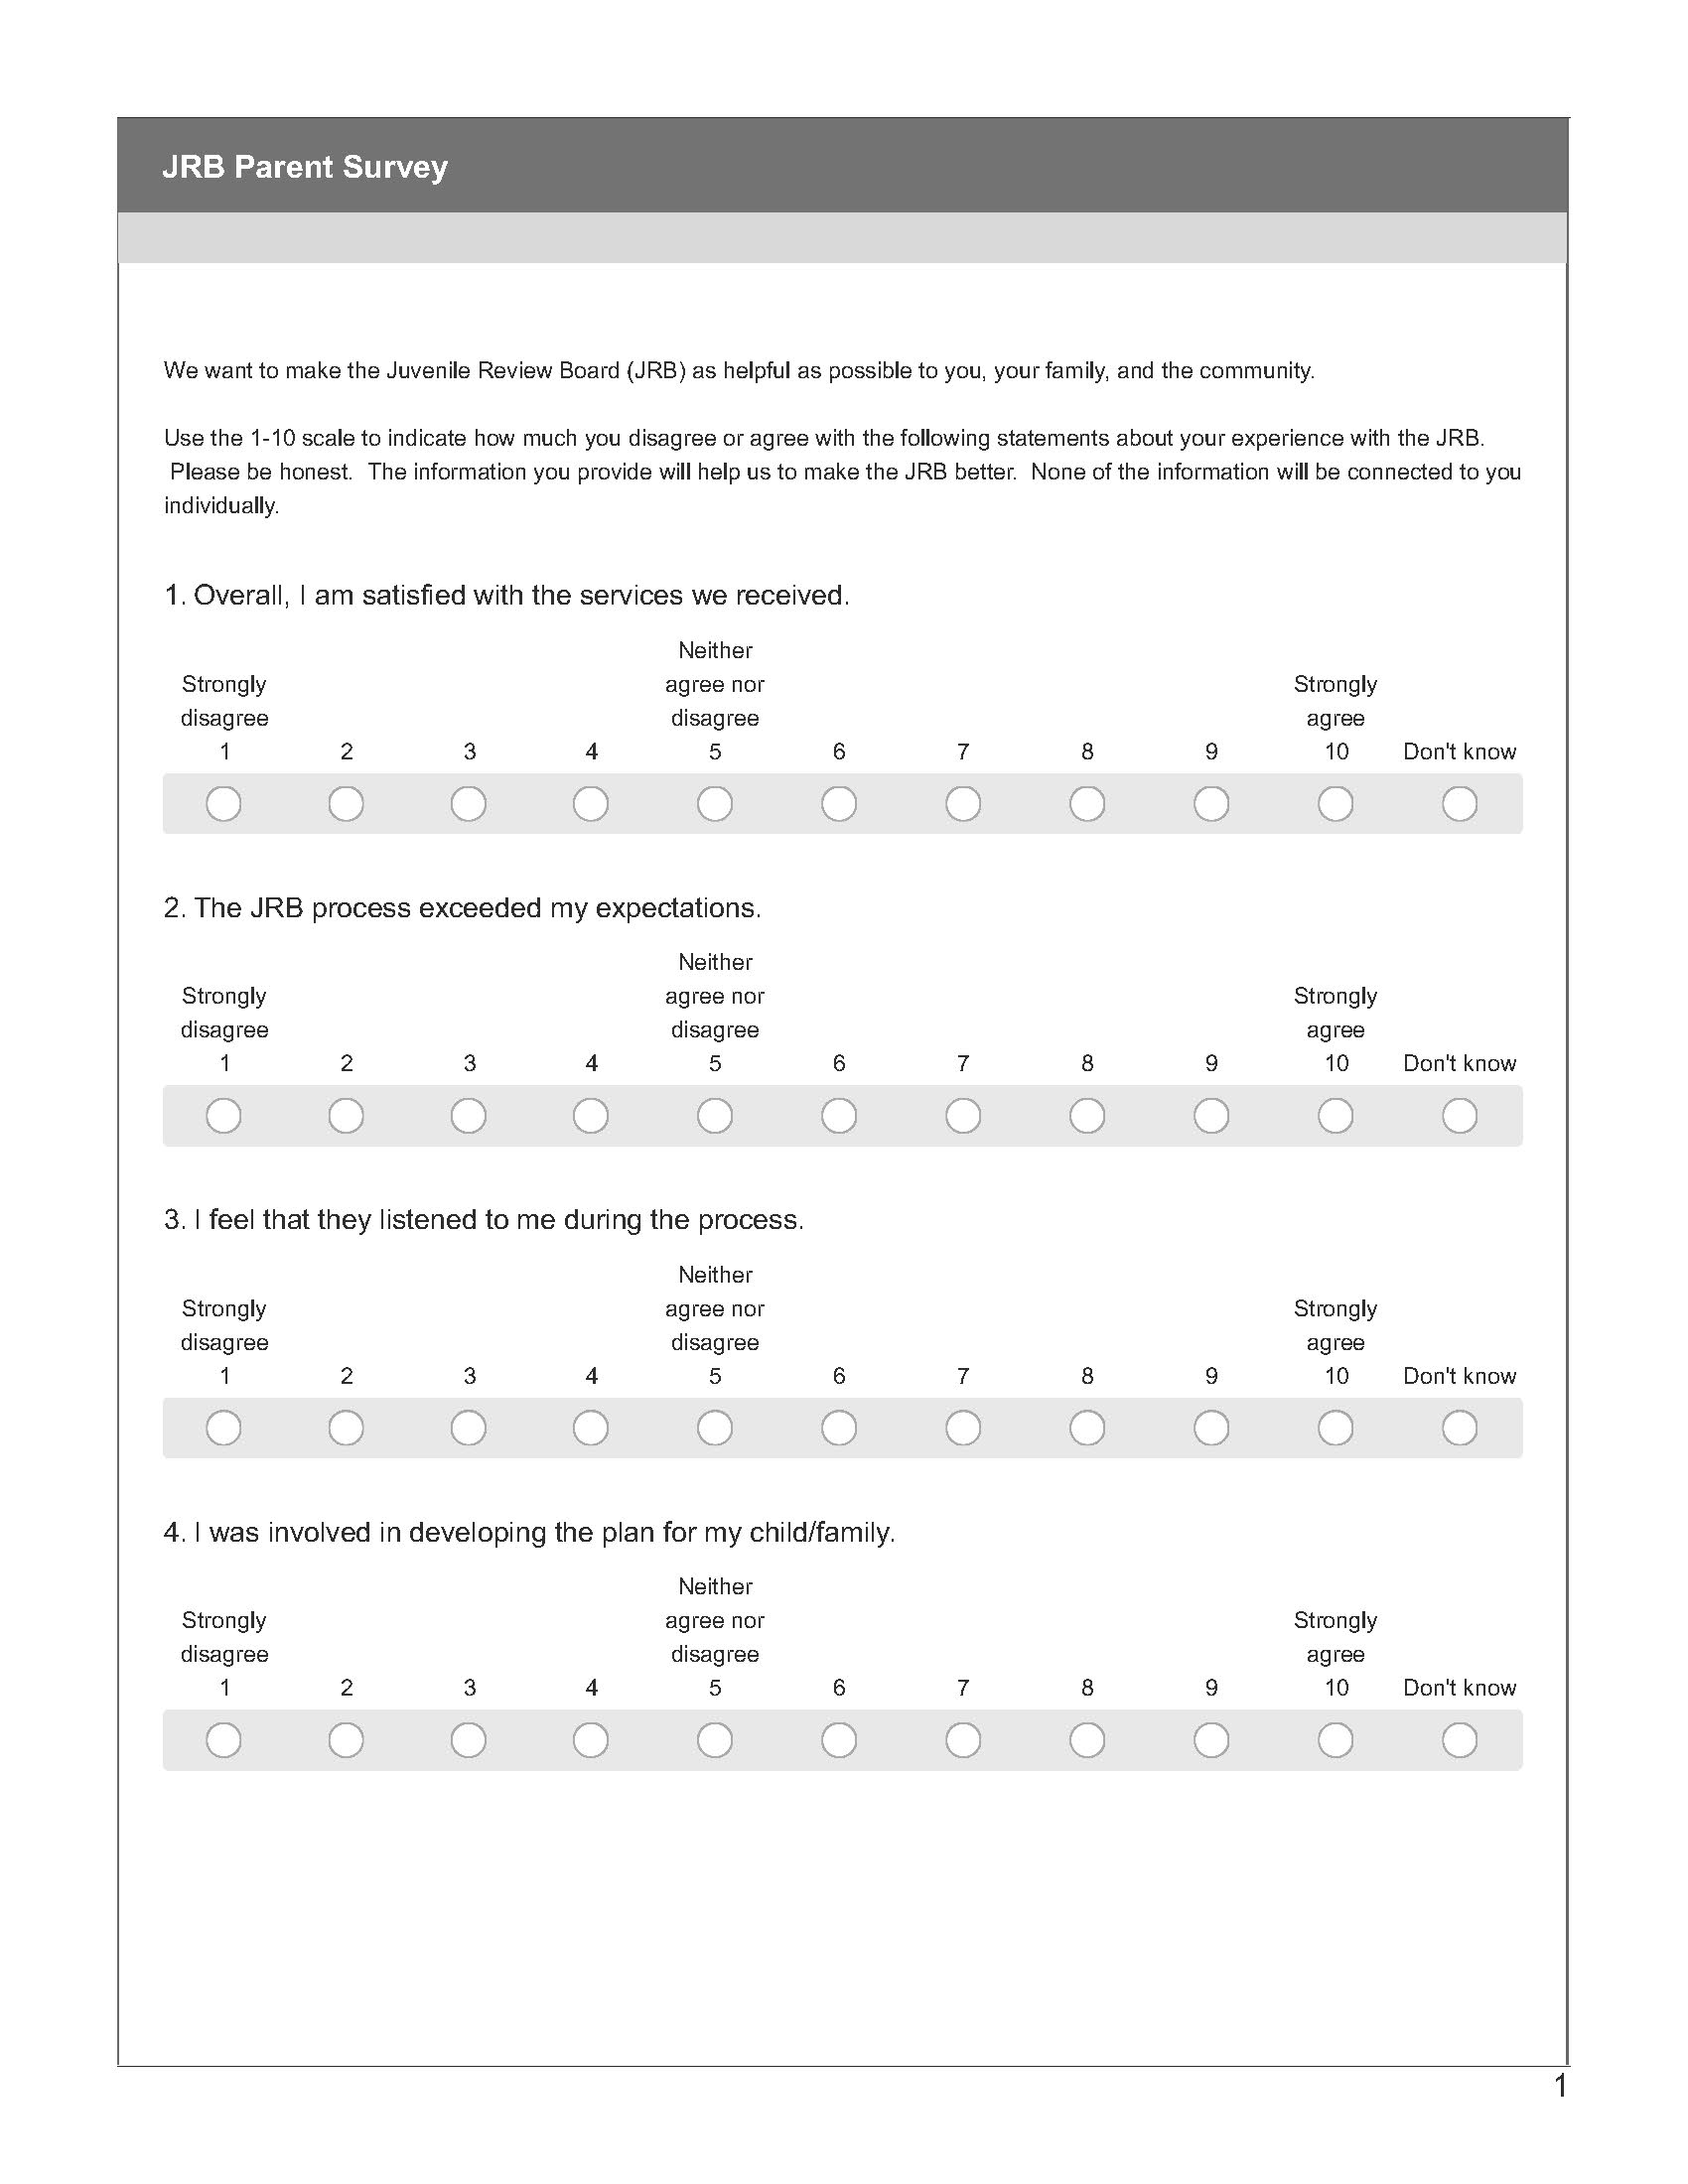 JRB Parent Survey
We want to make the Juvenile Review Board (JRB) as helpful as possible to you, your family, and the community.
Use the 1-10 scale to indicate how much you disagree or agree with the following statements about your experience with the JRB.
Please be honest.  The information you provide will help us to make the JRB better.  None of the information will be connected to you
individually.
1. Overall, I am satisfied with the services we received.
Neither
Strongly agree nor Strongly
disagree disagree agree
1 2 3 4 5 6 7 8 9 10 Don't know
2. The JRB process exceeded my expectations.
Neither
Strongly agree nor Strongly
disagree disagree agree
1 2 3 4 5 6 7 8 9 10 Don't know
3. I feel that they listened to me during the process.
Neither
Strongly agree nor Strongly
disagree disagree agree
1 2 3 4 5 6 7 8 9 10 Don't know
4. I was involved in developing the plan for my child/family.
Neither
Strongly agree nor Strongly
disagree disagree agree
1 2 3 4 5 6 7 8 9 10 Don't know
1